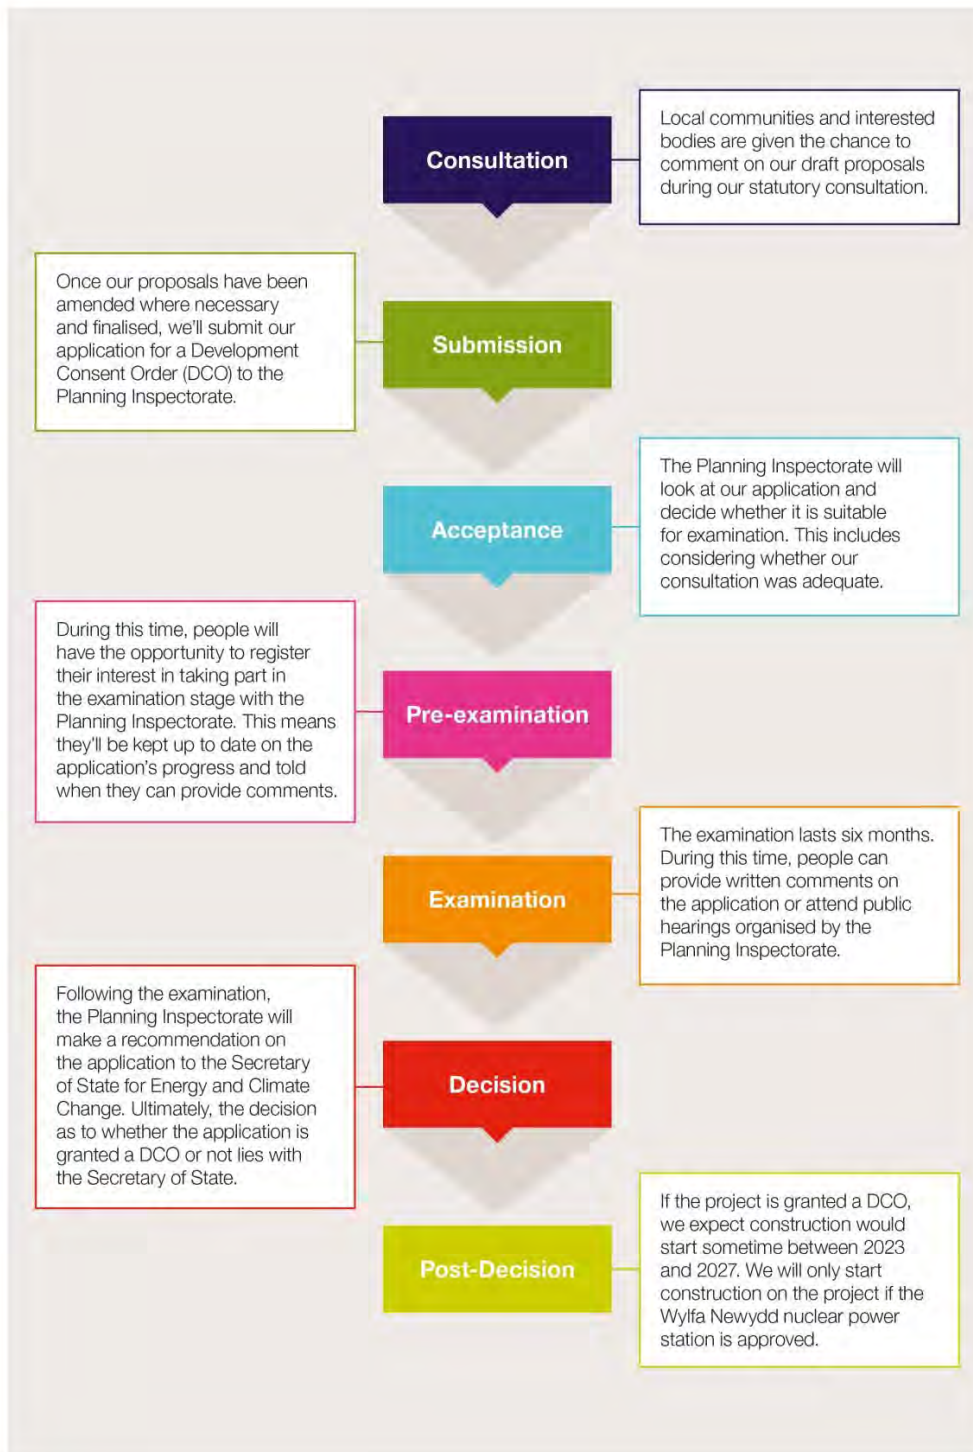 Consultation
Local communities and interested
bodies are given the chance to
comment on our draft proposals
during our statutory consultation.
Once our proposals have been
amended where necessary
and finalised, we'll submit our
application for a Development
Consent Order (DCO) to the
Planning Inspectorate.
Submission
Acceptance
The Planning Inspectorate will
look at our application and
decide whether it is suitable
for examination. This includes
considering whether our
consultation was adequate.
During this time, people will
have the opportunity to register
their interest in taking part in
the examination stage with the
Planning Inspectorate. This means
they'll be kept up to date on the
application's progress and told
when they can provide comments.
Pre-examination
Examination
The examination lasts six months.
During this time, people can
provide written comments on
the application or attend public
hearings organised by the
Planning Inspectorate.
Following the examination,
the Planning Inspectorate will
make a recommendation on
the application to the Secretary
of State for Energy and Climate
Change. Ultimately, the decision
as to whether the application is
granted a DCO or not lies with
the Secretary of State.
Decision
Post-Decision
If the project is granted a DCO,
we expect construction would
start sometime between 2023
and 2027. We will only start
construction on the project if the
Wylfa Newydd nuclear power
station is approved.